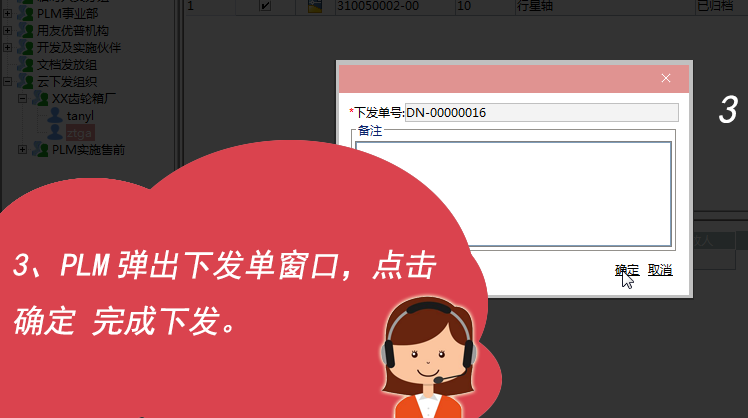 PLM事业部
用友优普机构
开发及实施伙伴
文档发放组
云下发组织
XX齿轮箱厂
tanyl
ztga
PLM实施售前
1 310050002-00 10 行星轴 已归档
*下发单号: DN-00000016
备注
确定 取消
3
3、PLM 弹出下发单窗口，点击
确定 完成下发。